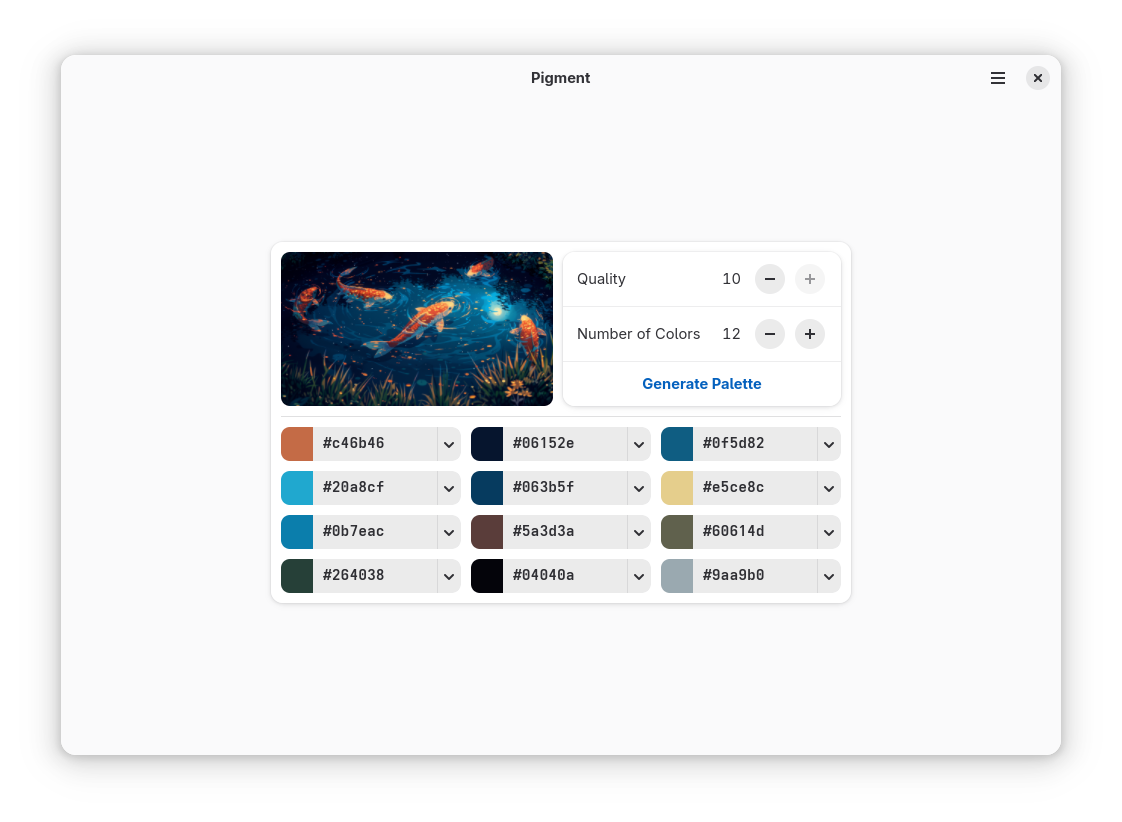 Pigment
Quality 10
Number of Colors 12
Generate Palette
#c46b46 #06152e #0f5d82
#20a8cf #063b5f #e5ce8c
#0b7eac #5a3d3a #60614d
#264038 #04040a #9aa9b0